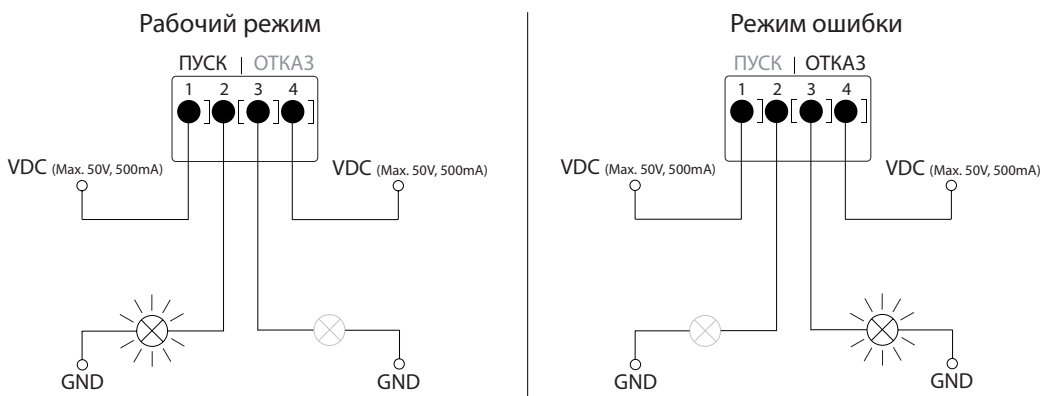 Рабочий режим
ПУСК | ОТКАЗ
1 2 3 4
VDC (Max. 50V, 500mA)
VDC (Max. 50V, 500mA)
GND
GND
Режим ошибки
ПУСК | ОТКАЗ
1 2 3 4
VDC (Max. 50V, 500mA)
VDC (Max. 50V, 500mA)
GND
GND